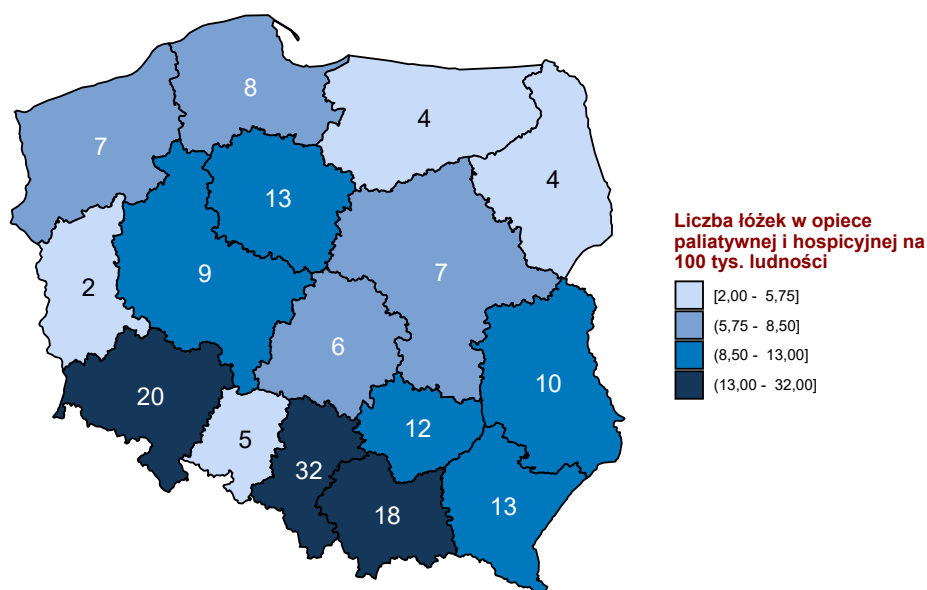 8
4
7
4
13
Liczba łóżek w opiece
paliatywnej i hospicyjnej na
100 tys. ludności
[2,00 - 5,75]
(5,75 - 8,50]
(8,50 - 13,00]
(13,00 - 32,00]
9
7
2
6
10
20
12
5
32
13
18